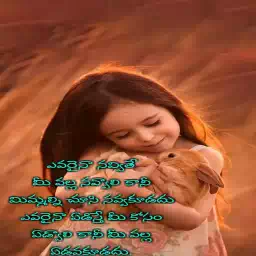 ఎవరైనా నవ్వితే
మీ వల్ల నవ్వాలి కానీ
మిమ్మల్ని చూసి నవ్వకూడదు
ఎవరైనా ఏడిస్తే మీ కోసం
ఏడ్వాలి కానీ మీ వల్ల
ఏడవకూడదు